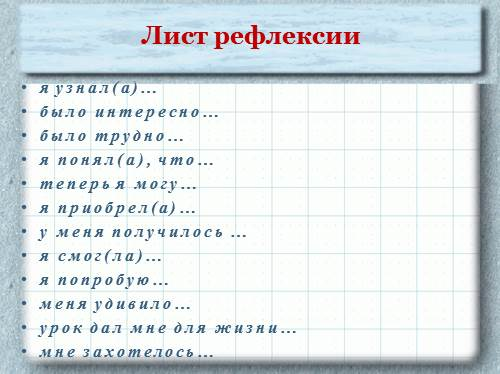 Лист рефлексии
• я узнал(а)…
• было интересно…
• было трудно…
• я понял(а), что…
• теперь я могу…
• я приобрел(а)…
• у меня получилось …
• я смог(ла)…
• я попробую…
• меня удивило…
• урок дал мне для жизни…
• мне захотелось…